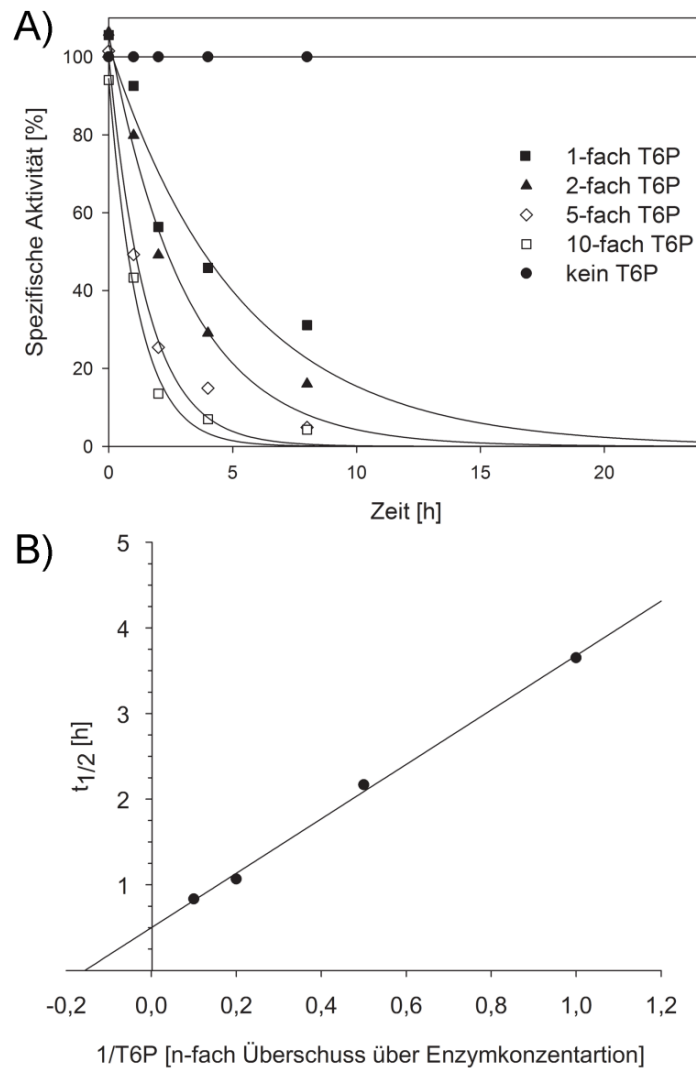 A)
100
80
60
40
20
0
Spezifische Aktivität [%]
1-fach T6P
2-fach T6P
5-fach T6P
10-fach T6P
kein T6P
0 5 10 15 20
Zeit [h]
B)
5
4
3
2
1
t1/2 [h]
-0,2 0,0 0,2 0,4 0,6 0,8 1,0 1,2
1/T6P [n-fach Überschuss über Enzymkonzentartion]